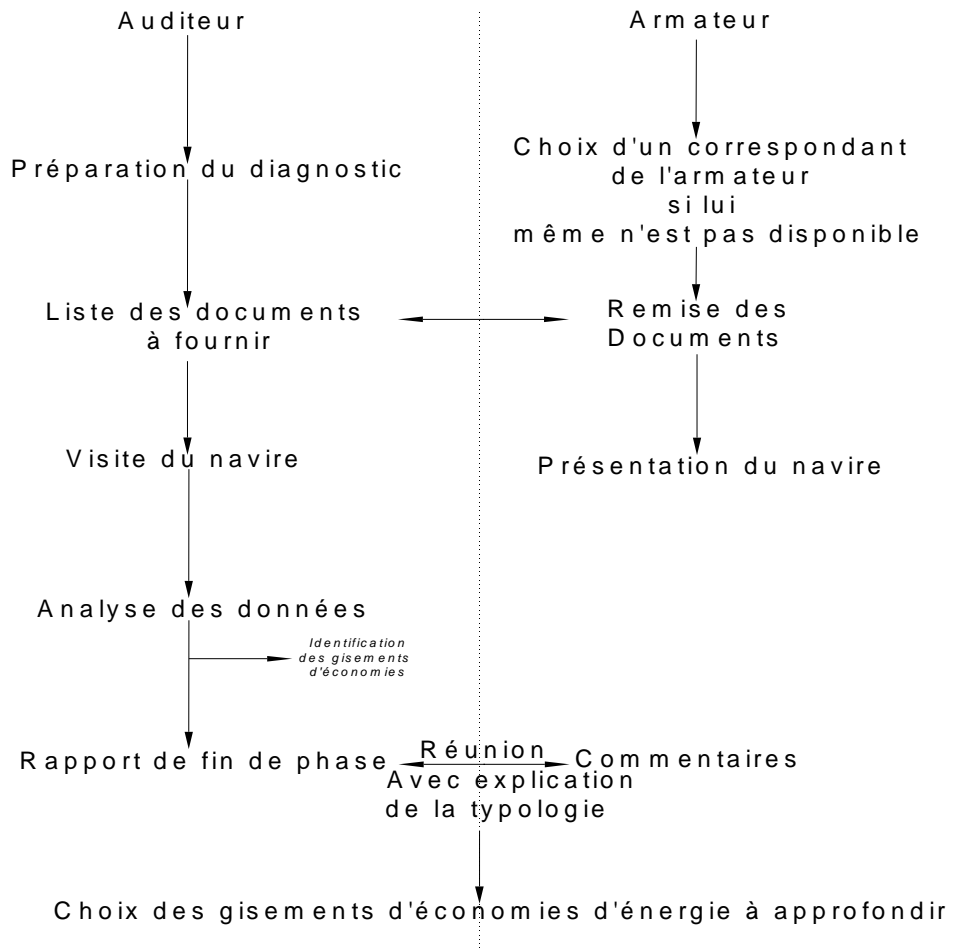 Auditeur
Armateur
Préparation du diagnostic
Choix d'un correspondant
de l'armateur
si lui
même n'est pas disponible
Liste des documents
à fournir
Remise des
Documents
Visite du navire
Présentation du navire
Analyse des données
Identification
des gisements
d'économies
Rapport de fin de phase
Réunion
Avec explication
de la typologie
Commentaires
Choix des gisements d'économies d'énergie à approfondir